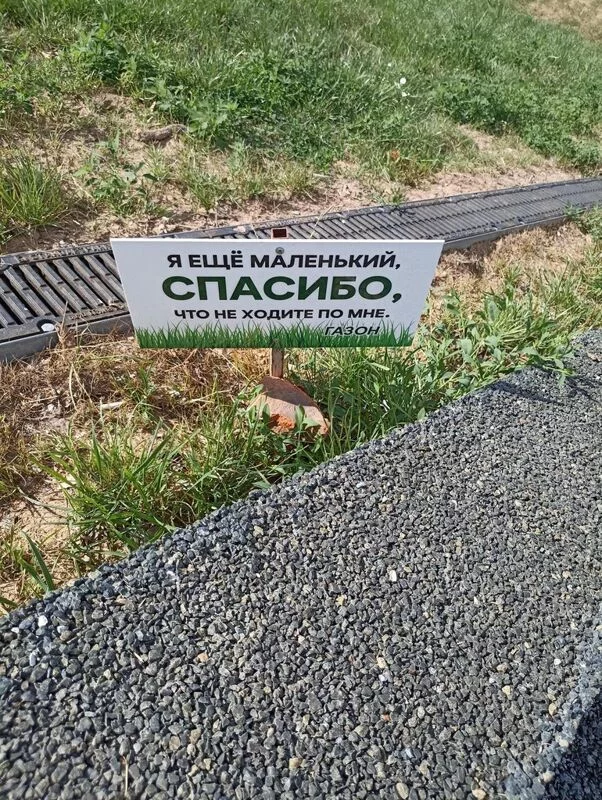 Я ЕЩЁ МАЛЕНЬКИЙ,
СПАСИБО,
ЧТО НЕ ХОДИТЕ ПО МНЕ.
ГАЗОН